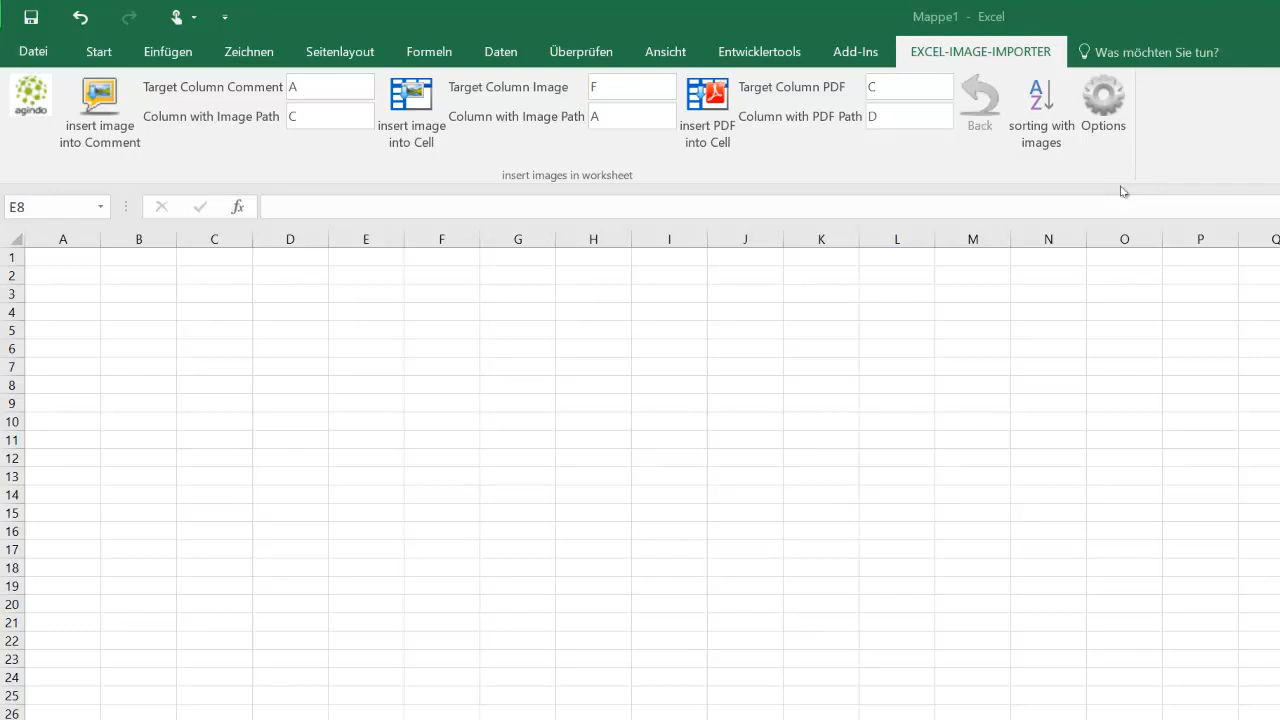 Mappe1 - Excel
Datei Start Einfügen Zeichnen Seitenlayout Formeln Daten Überprüfen Ansicht Entwicklertools Add-Ins EXCEL-IMAGE-IMPORTER Was möchten Sie tun?
agindo
insert image
into Comment
Target Column Comment A
Column with Image Path C
insert image
into Cell
Target Column Image F
Column with Image Path A
insert PDF
into Cell
Target Column PDF C
Column with PDF Path D
Back
sorting with
images
Options
insert images in worksheet
E8 fx
A B C D E F G H I J K L M N O P Q
1
2
3
4
5
6
7
8
9
10
11
12
13
14
15
16
17
18
19
20
21
22
23
24
25
26